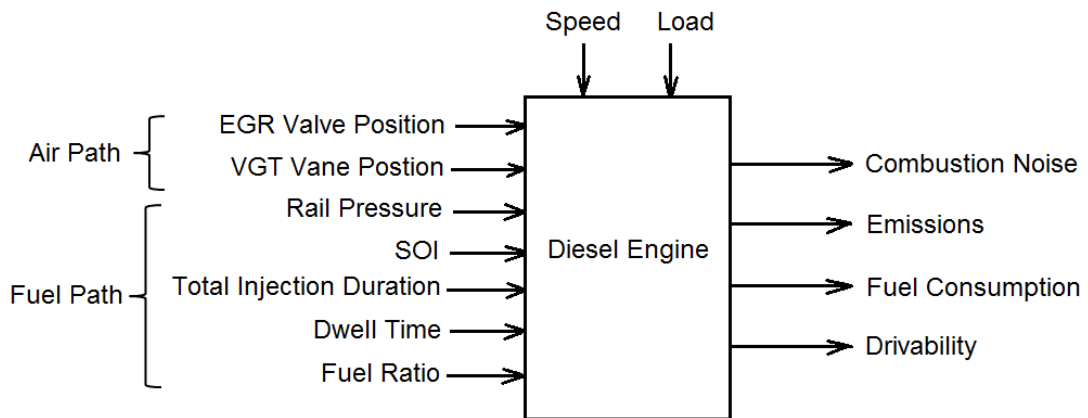 Speed
Load
Air Path
EGR Valve Position
VGT Vane Postion
Fuel Path
Rail Pressure
SOI
Total Injection Duration
Dwell Time
Fuel Ratio
Diesel Engine
Combustion Noise
Emissions
Fuel Consumption
Drivability